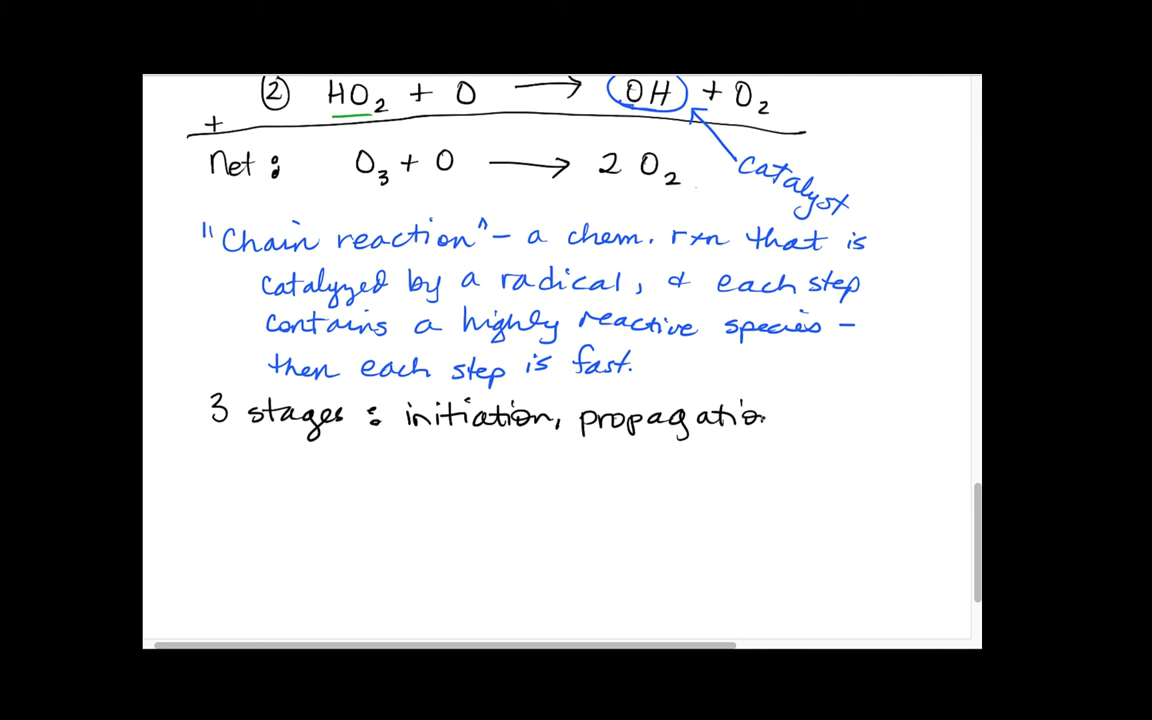 ② HO₂ + O → OH + O₂
+
Net : O₃ + O → 2 O₂
catalyst
"Chain reaction" - a chem. rxn that is
catalyzed by a radical, & each step
contains a highly reactive species -
then each step is fast.
3 stages : initiation, propagatio